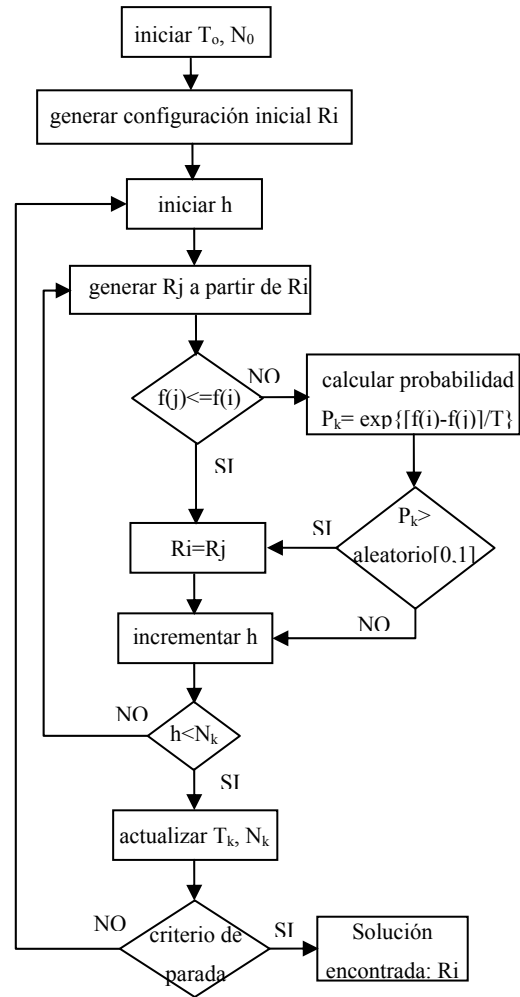 iniciar Tₒ, N₀
generar configuración inicial Ri
iniciar h
generar Rj a partir de Ri
f(j)<=f(i)
NO
calcular probabilidad
Pₖ= exp{[f(i)-f(j)]/T}
SI
Pₖ>
aleatorio[0,1]
SI
Ri=Rj
NO
incrementar h
NO
h<Nₖ
SI
actualizar Tₖ, Nₖ
NO
criterio de
parada
SI
Solución
encontrada: Ri